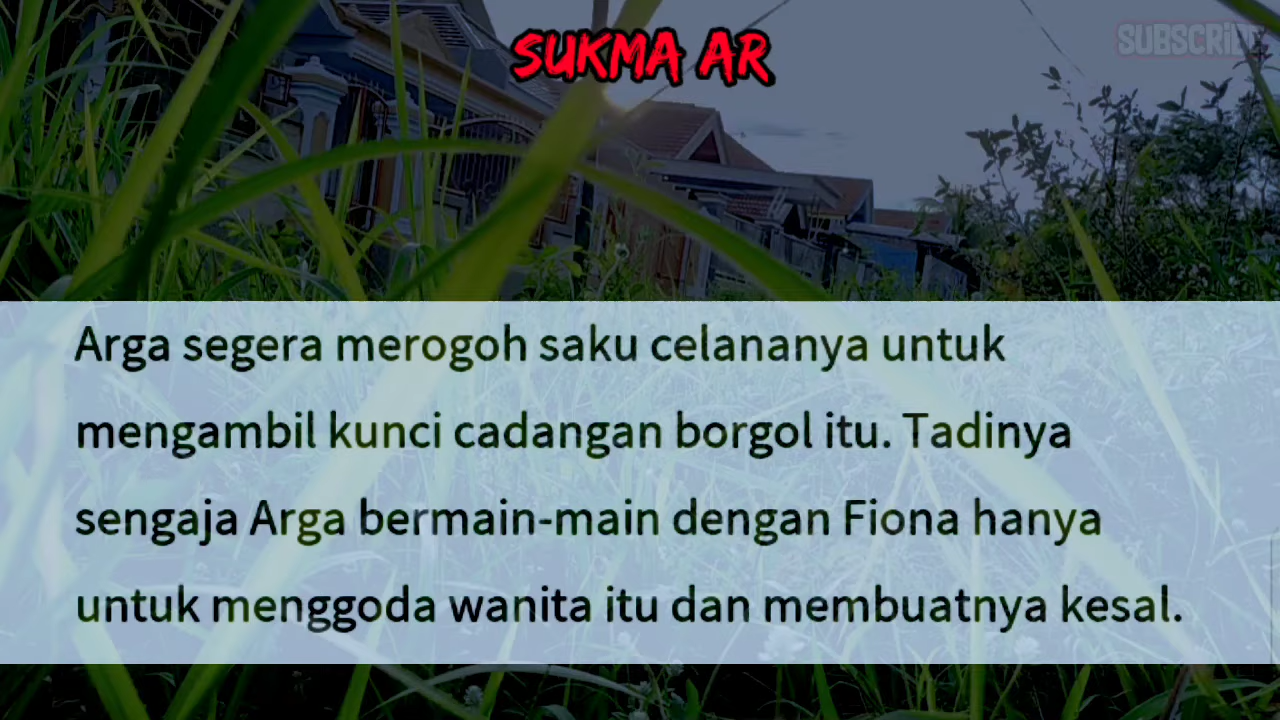 SUKMA AR
SUBSCRIBE
Arga segera merogoh saku celananya untuk
mengambil kunci cadangan borgol itu. Tadinya
sengaja Arga bermain-main dengan Fiona hanya
untuk menggoda wanita itu dan membuatnya kesal.